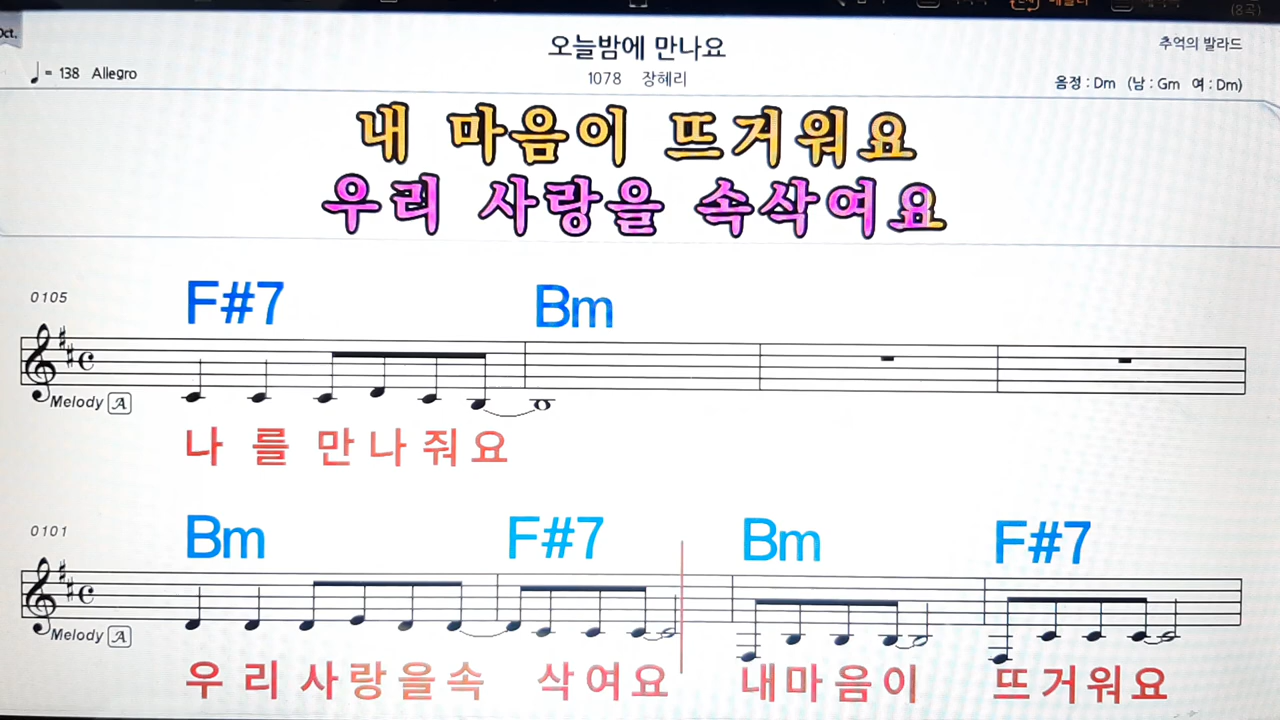 Oct.
(8곡)
오늘밤에 만나요
추억의 발라드
♩ = 138 Allegro
1078 장혜리
음정 : Dm (남 : Gm 여 : Dm)
내 마음이 뜨거워요
우리 사랑을 속삭여요
0105
F#7 Bm
Melody A
나 를 만 나 줘 요
0101
Bm F#7 Bm F#7
Melody A
우 리 사 랑 을 속 삭 여 요 내 마 음 이 뜨 거 워 요